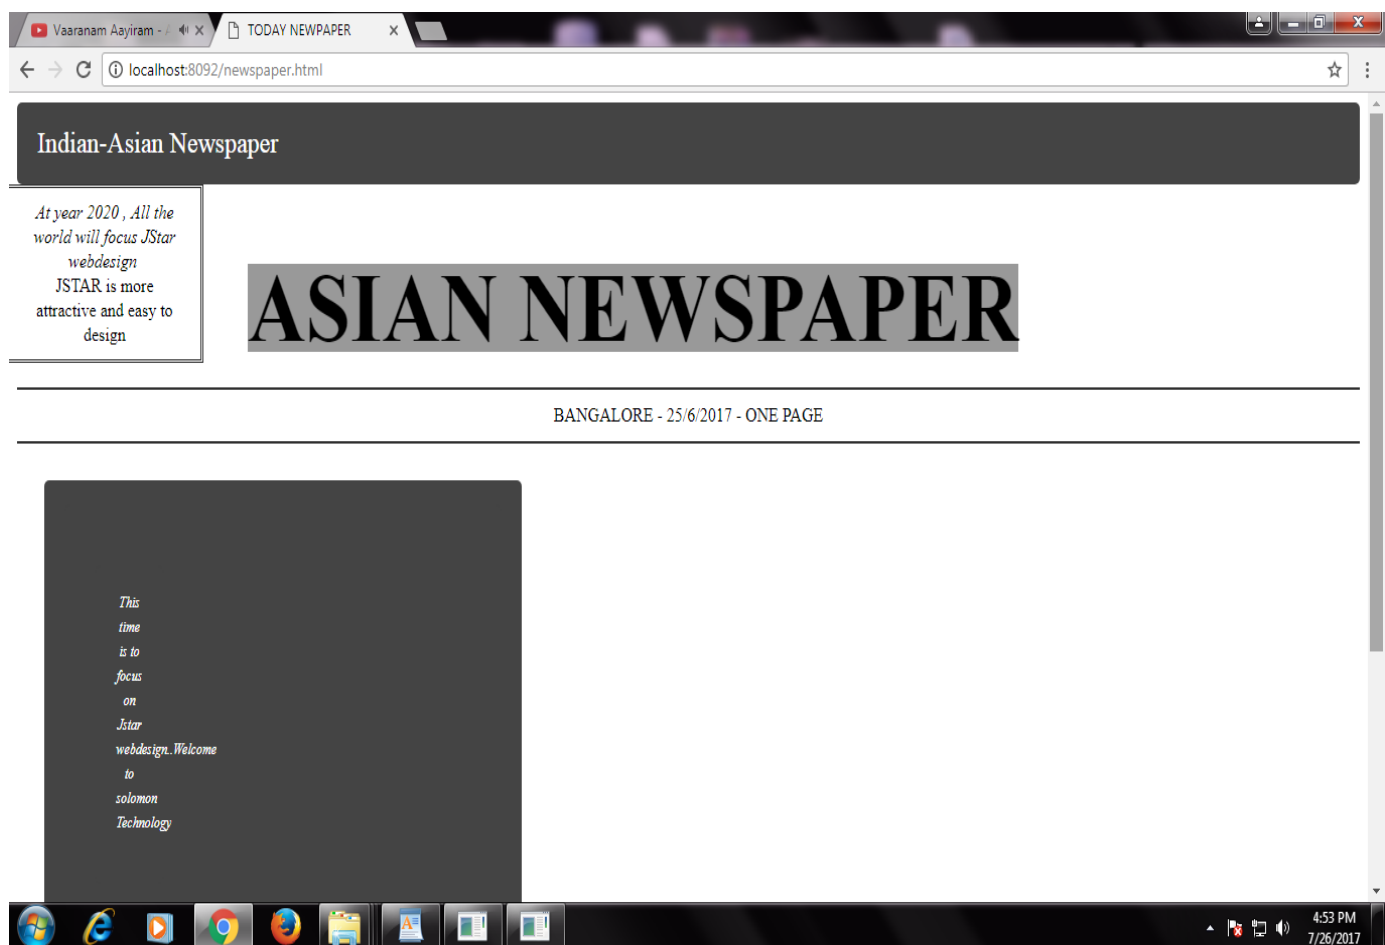 Vaaranam Aayiram -
TODAY NEWPAPER
localhost:8092/newspaper.html
Indian-Asian Newspaper
At year 2020 , All the
world will focus JStar
webdesign
JSTAR is more
attractive and easy to
design
ASIAN NEWSPAPER
BANGALORE - 25/6/2017 - ONE PAGE
This
time
is to
focus
on
Jstar
webdesign..Welcome
to
solomon
Technology
4:53 PM
7/26/2017